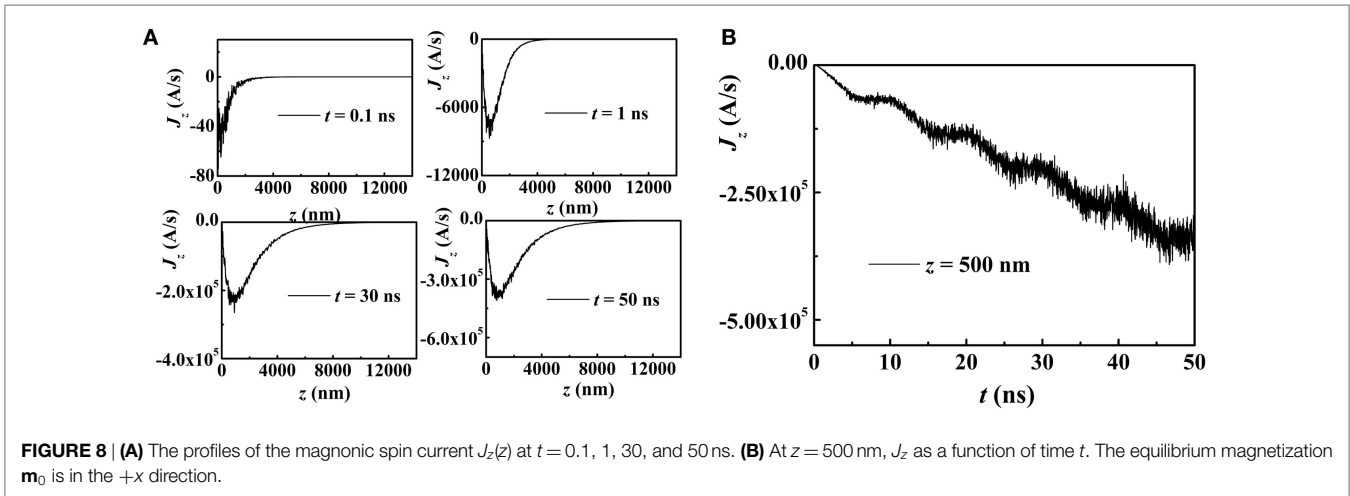 A
B
0
-40
-80
J_z (A/s)
t = 0.1 ns
0 4000 8000 12000
z (nm)
0
-6000
-12000
J_z (A/s)
t = 1 ns
0 4000 8000 12000
z (nm)
0.0
-2.0x10^5
-4.0x10^5
J_z (A/s)
t = 30 ns
0 4000 8000 12000
z (nm)
0.0
-3.0x10^5
-6.0x10^5
J_z (A/s)
t = 50 ns
0 4000 8000 12000
z (nm)
0.00
-2.50x10^5
-5.00x10^5
J_z (A/s)
z = 500 nm
0 10 20 30 40 50
t (ns)
FIGURE 8 | (A) The profiles of the magnonic spin current J_z(z) at t = 0.1, 1, 30, and 50 ns. (B) At z = 500 nm, J_z as a function of time t. The equilibrium magnetization
m_0 is in the +x direction.